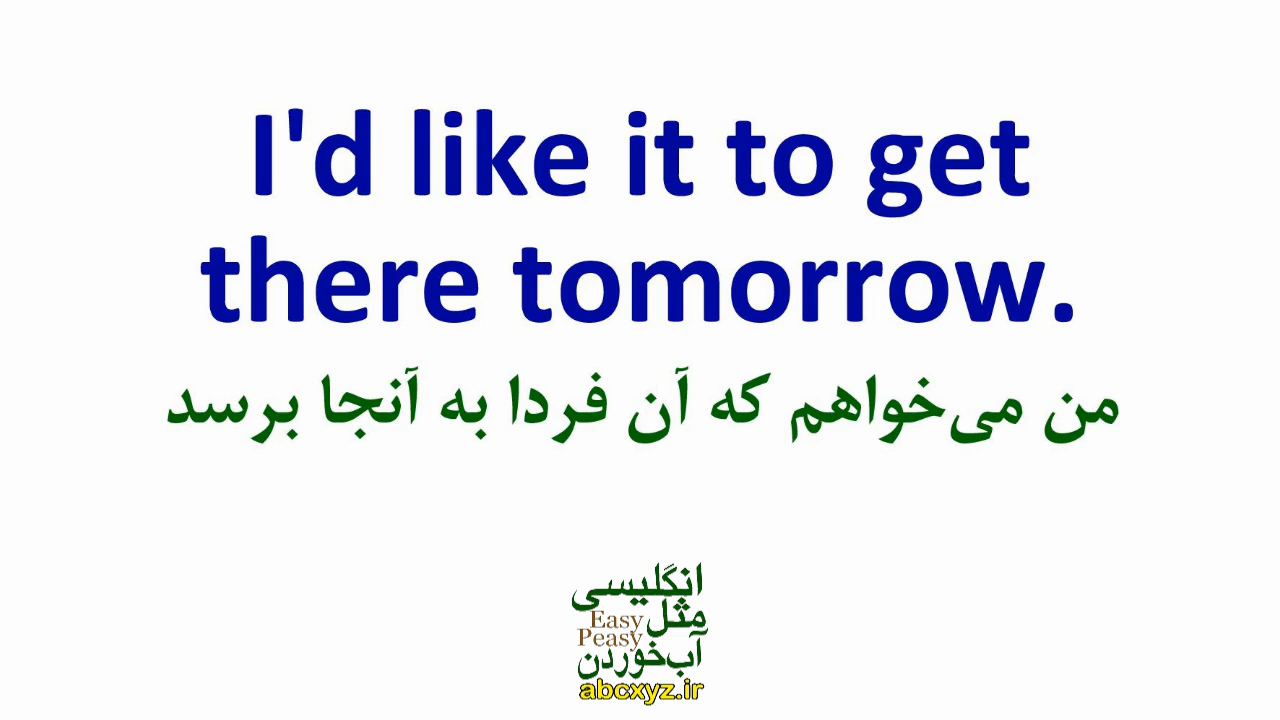 I'd like it to get
there tomorrow.
من می‌خواهم که آن فردا به آنجا برسد
انگلیسی
مثل Easy
Peasy
آب‌خوردن
abcxyz.ir